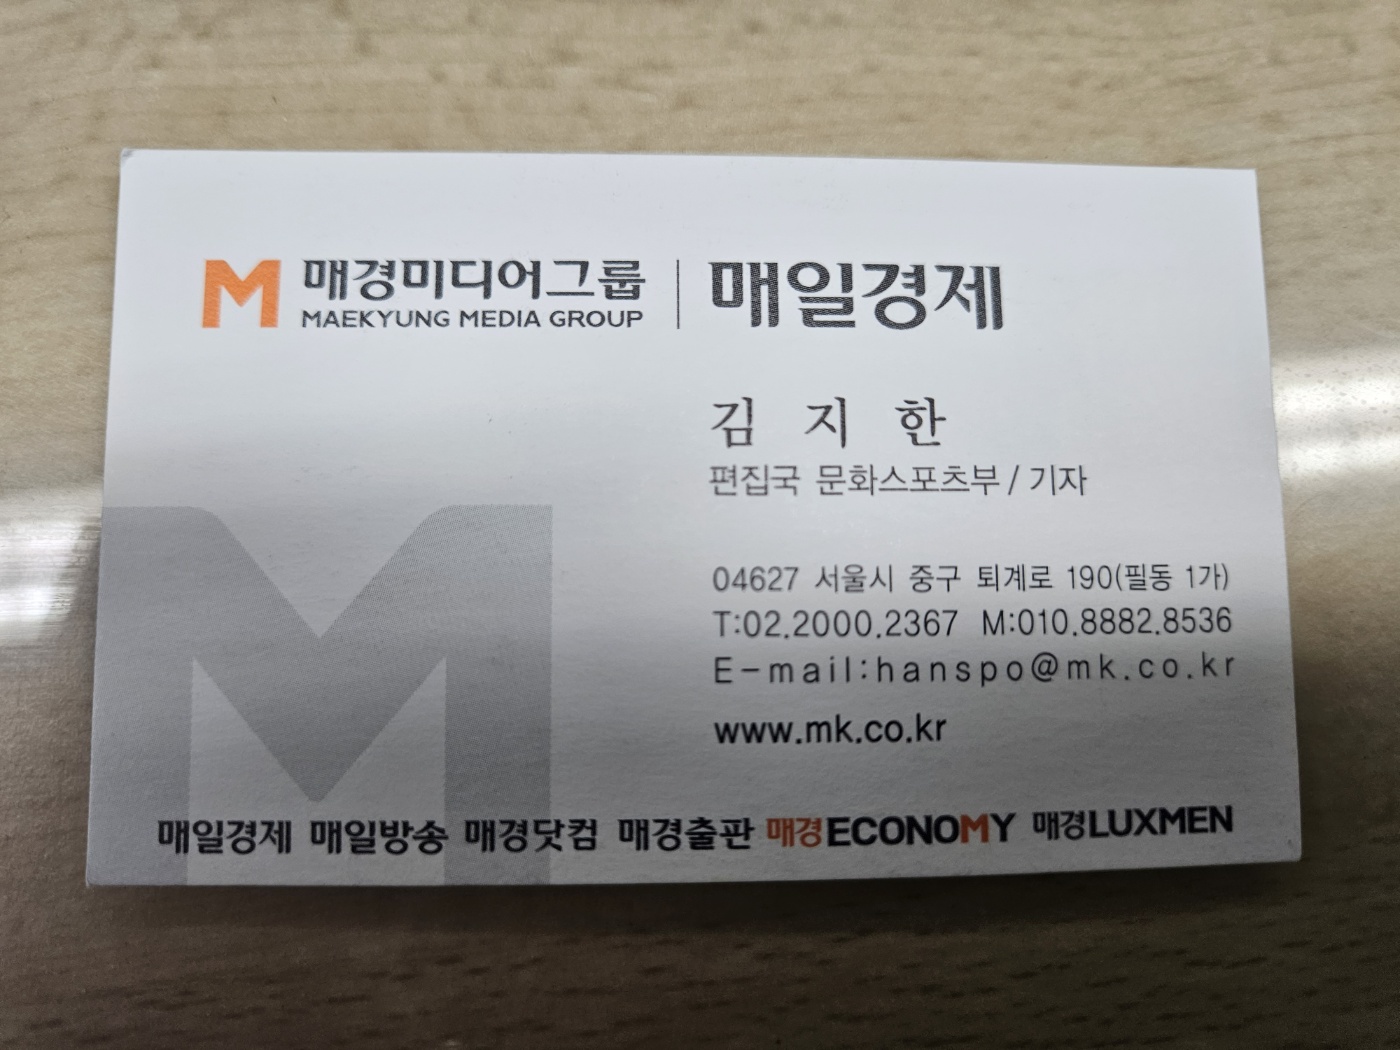 M 매경미디어그룹 | 매일경제
MAEKYUNG MEDIA GROUP
김 지 한
편집국 문화스포츠부 / 기자
04627 서울시 중구 퇴계로 190(필동 1가)
T:02.2000.2367 M:010.8882.8536
E-mail:hanspo@mk.co.kr
www.mk.co.kr
M
매일경제 매일방송 매경닷컴 매경출판 매경ECONOMY 매경LUXMEN